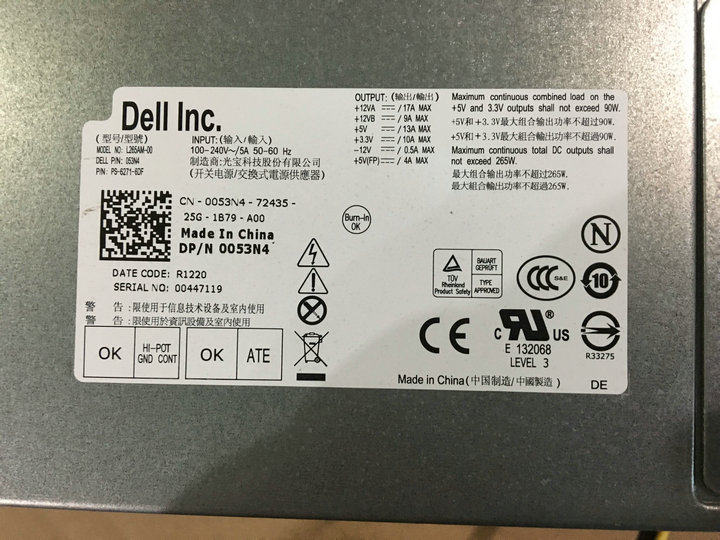 Dell Inc.
(型号/型號)
MODEL NO: L265AM-00
DELL P/N: 053N4
P/N: PS-6271-6DF
INPUT: (输入/輸入)
100-240V~/5A 50-60 Hz
制造商:光宝科技股份有限公司
(开关电源/交換式電源供應器)
OUTPUT: (输出/輸出)
+12VA / 17A MAX
+12VB / 9A MAX
+5V / 13A MAX
+3.3V / 10A MAX
-12V / 0.5A MAX
+5V(FP) / 4A MAX
Maximum continuous combined load on the
+5V and 3.3V outputs shall not exceed 90W.
+5V和+3.3V最大组合输出功率不超过90W.
+5V和+3.3V最大組合輸出功率不超過90W.
Maximum continuous total DC outputs shall
not exceed 265W.
最大组合输出功率不超过265W.
最大組合輸出功率不超過265W.
CN - 0053N4 - 72435 -
25G - 1B79 - A00
Made In China
DP/N 0053N4
Burn-in
OK
DATE CODE: R1220
SERIAL NO: 00447119
警 告:限使用于信息技术设备及室内使用
警 告:限使用於資訊設備及室內使用
OK
HI-POT
GND CONT
OK
ATE
N
TÜV
Rheinland
Product Safety
BAUART
GEPRÜFT
TYPE
APPROVED
CCC S&E
10
CE
c RU ® US
E 132068
LEVEL 3
R33275
Made in China(中国制造/中國製造)
DE